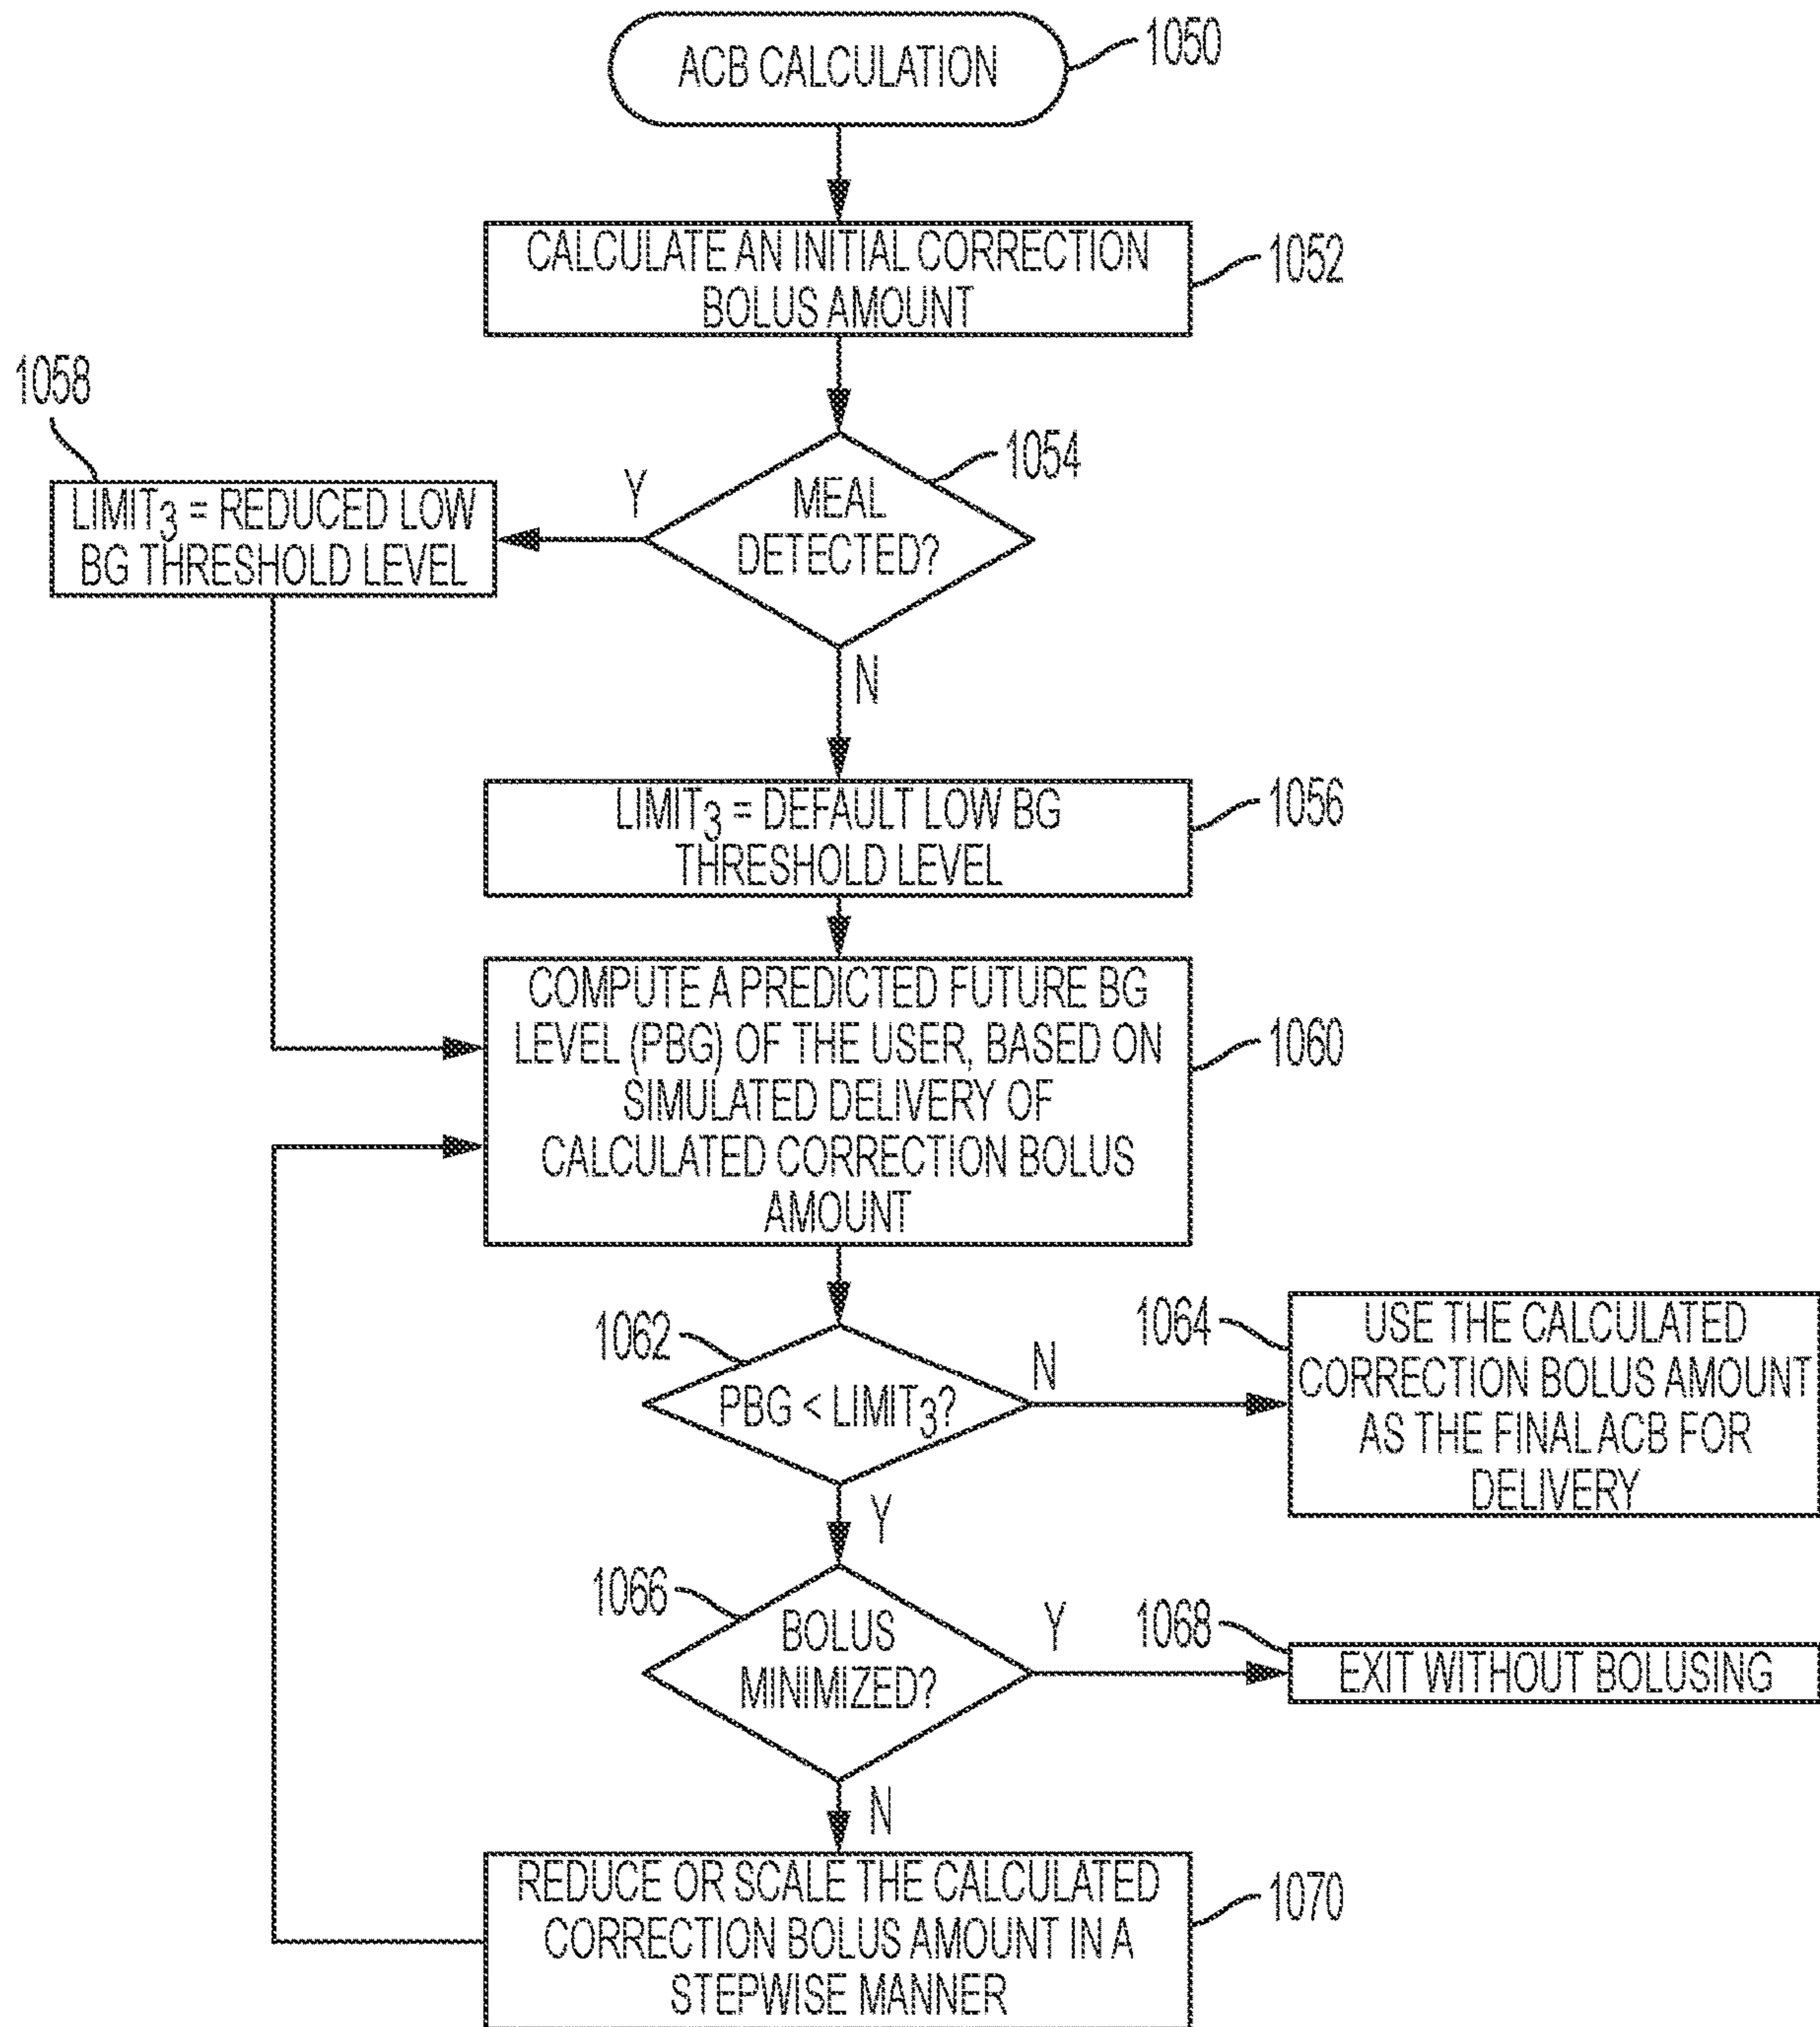 ACB CALCULATION
1050
CALCULATE AN INITIAL CORRECTION
BOLUS AMOUNT
1052
1058
1054
LIMIT3 = REDUCED LOW
BG THRESHOLD LEVEL
Y
MEAL
DETECTED?
N
LIMIT3 = DEFAULT LOW BG
THRESHOLD LEVEL
1056
COMPUTE A PREDICTED FUTURE BG
LEVEL (PBG) OF THE USER, BASED ON
SIMULATED DELIVERY OF
CALCULATED CORRECTION BOLUS
AMOUNT
1060
1062
PBG < LIMIT3?
N
1064
USE THE CALCULATED
CORRECTION BOLUS AMOUNT
AS THE FINAL ACB FOR
DELIVERY
Y
1066
BOLUS
MINIMIZED?
Y
1068
EXIT WITHOUT BOLUSING
N
REDUCE OR SCALE THE CALCULATED
CORRECTION BOLUS AMOUNT IN A
STEPWISE MANNER
1070